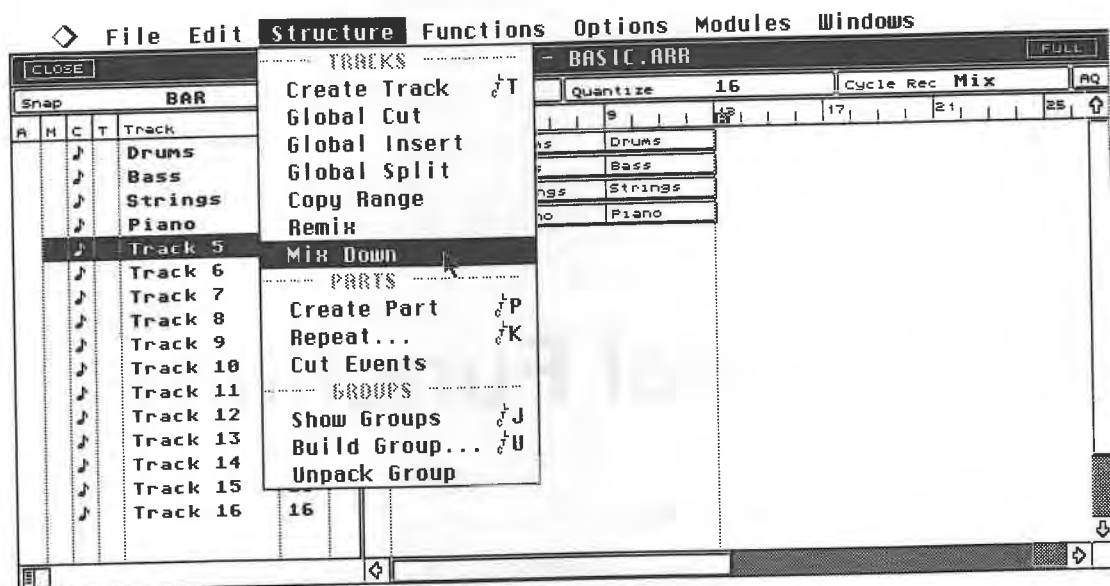 File Edit Structure Functions Options Modules Windows
CLOSE - BASIC.ARR FULL
Snap BAR Quantize 16 Cycle Rec Mix AQ
A M C T Track 9 13 17 21 25
Drums Drums
Bass Bass
Strings ngs Strings
Piano no Piano
Track 5
Track 6
Track 7
Track 8
Track 9
Track 10
Track 11
Track 12
Track 13
Track 14
Track 15
Track 16 16
TRACKS
Create Track T
Global Cut
Global Insert
Global Split
Copy Range
Remix
Mix Down
PARTS
Create Part P
Repeat... K
Cut Events
GROUPS
Show Groups J
Build Group... U
Unpack Group